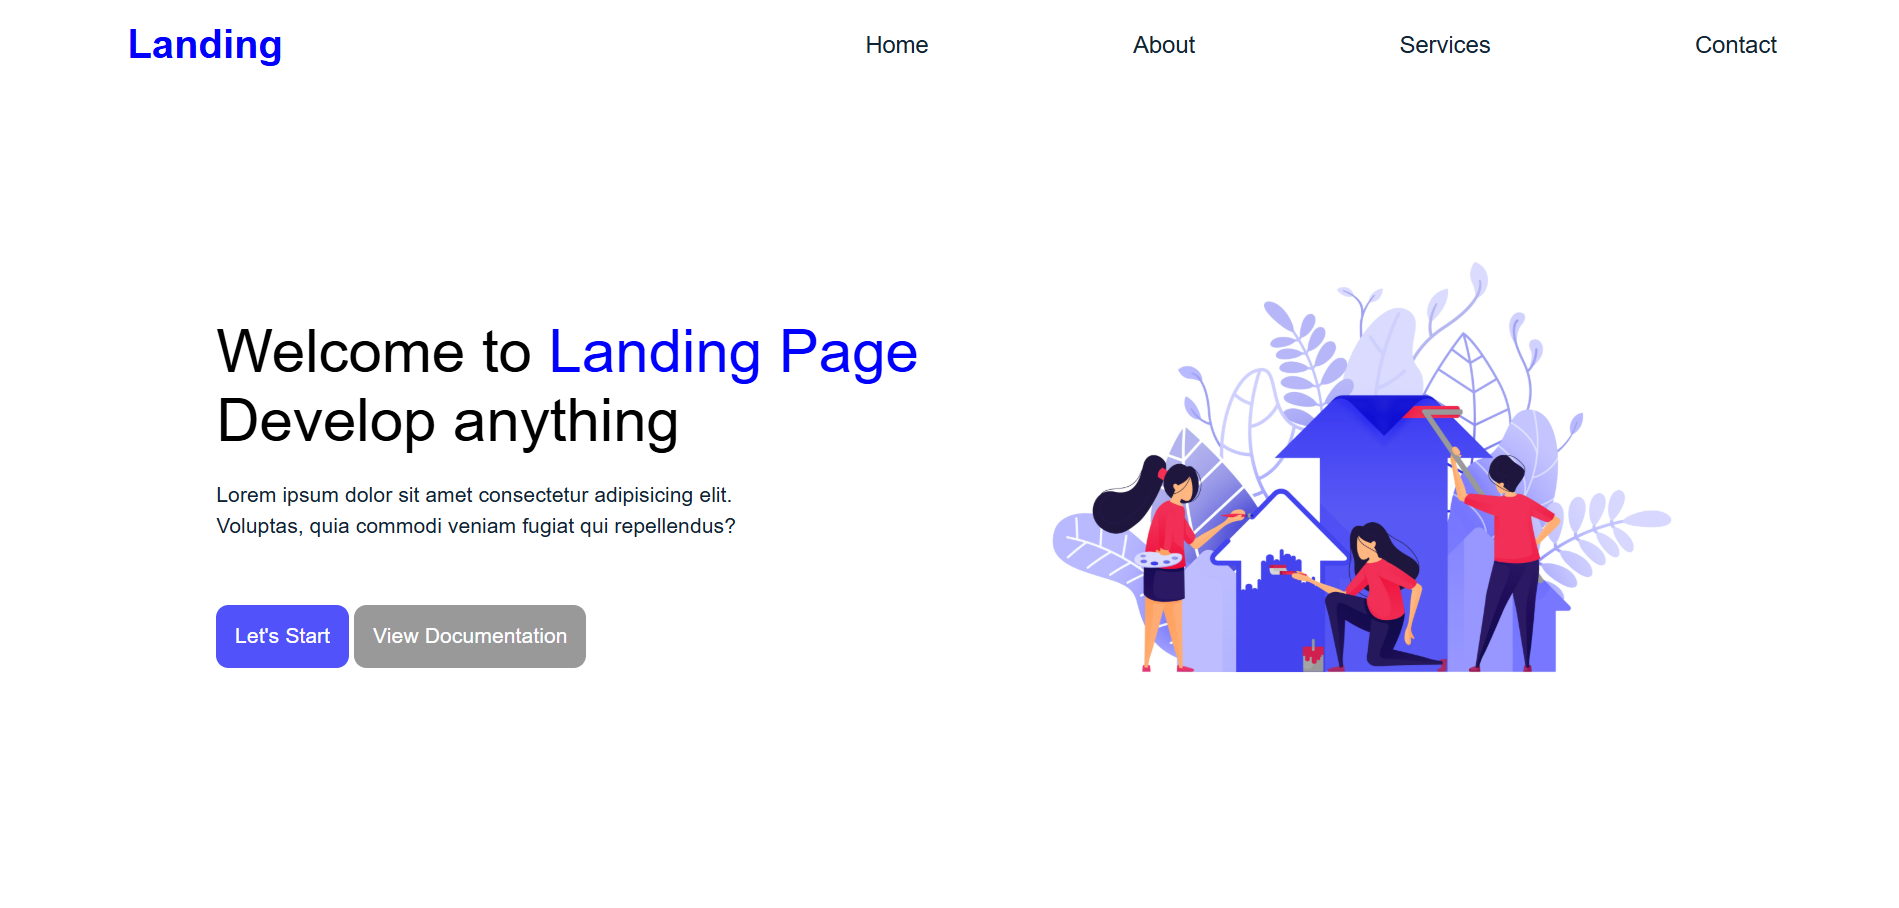 Landing
Home
About
Services
Contact
Welcome to Landing Page
Develop anything
Lorem ipsum dolor sit amet consectetur adipisicing elit.
Voluptas, quia commodi veniam fugiat qui repellendus?
Let's Start
View Documentation